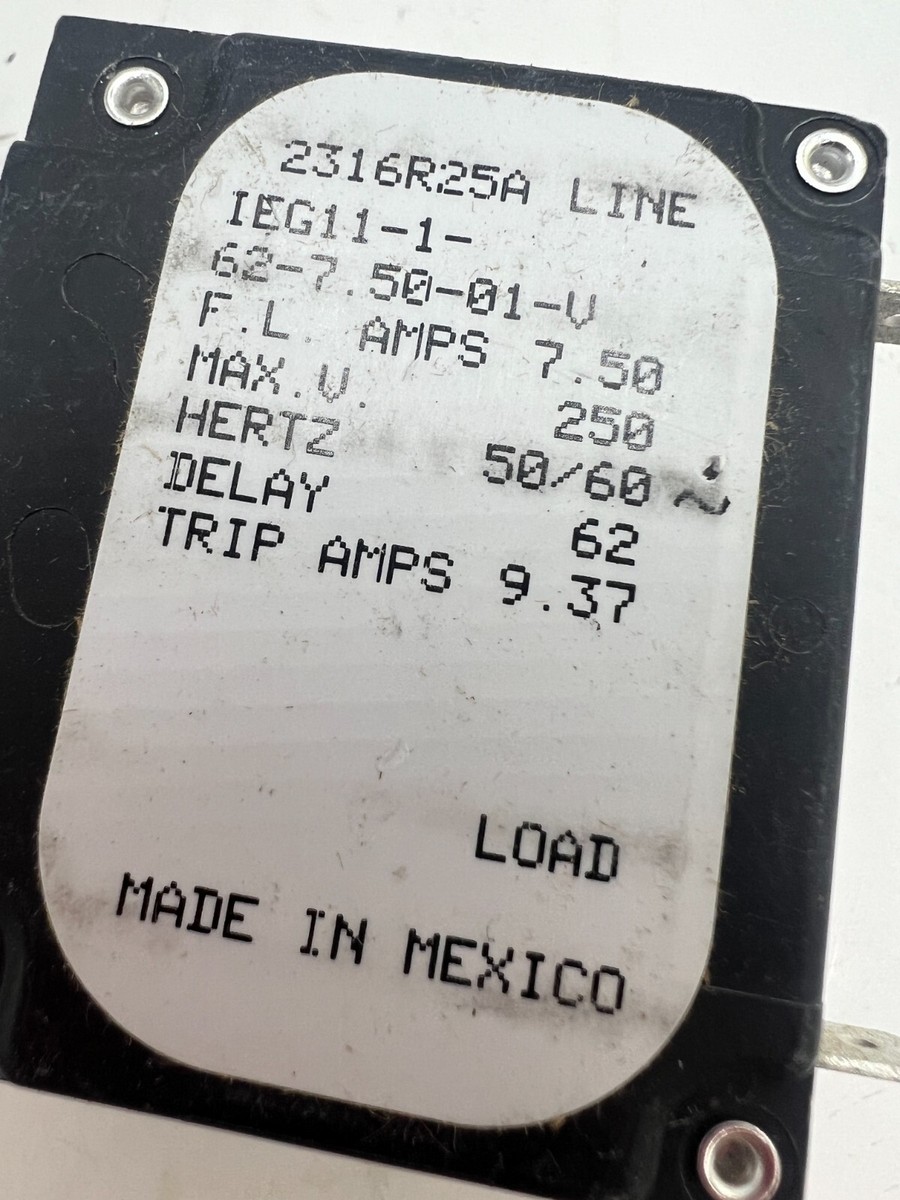 2316R25A LINE
IEG11-1-
62-7.50-01-V
F.L. AMPS 7.50
MAX.V. 250
HERTZ 50/60 ~
DELAY 62
TRIP AMPS 9.37
LOAD
MADE IN MEXICO